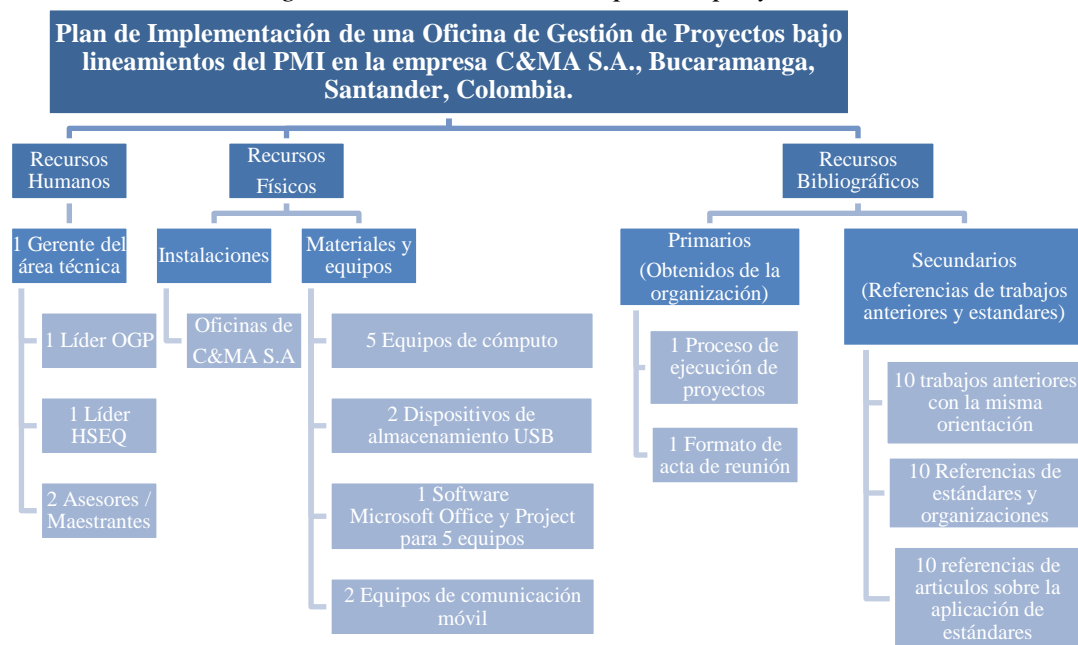 Plan de Implementación de una Oficina de Gestión de Proyectos bajo
lineamientos del PMI en la empresa C&MA S.A., Bucaramanga,
Santander, Colombia.
Recursos
Humanos
1 Gerente del
área técnica
1 Líder OGP
1 Líder
HSEQ
2 Asesores /
Maestrantes
Recursos
Físicos
Instalaciones
Oficinas de
C&MA S.A
Materiales y
equipos
5 Equipos de cómputo
2 Dispositivos de
almacenamiento USB
1 Software
Microsoft Office y Project
para 5 equipos
2 Equipos de comunicación
móvil
Recursos
Bibliográficos
Primarios
(Obtenidos de la
organización)
1 Proceso de
ejecución de
proyectos
1 Formato de
acta de reunión
Secundarios
(Referencias de trabajos
anteriores y estandares)
10 trabajos anteriores
con la misma
orientación
10 Referencias de
estándares y
organizaciones
10 referencias de
articulos sobre la
aplicación de
estándares